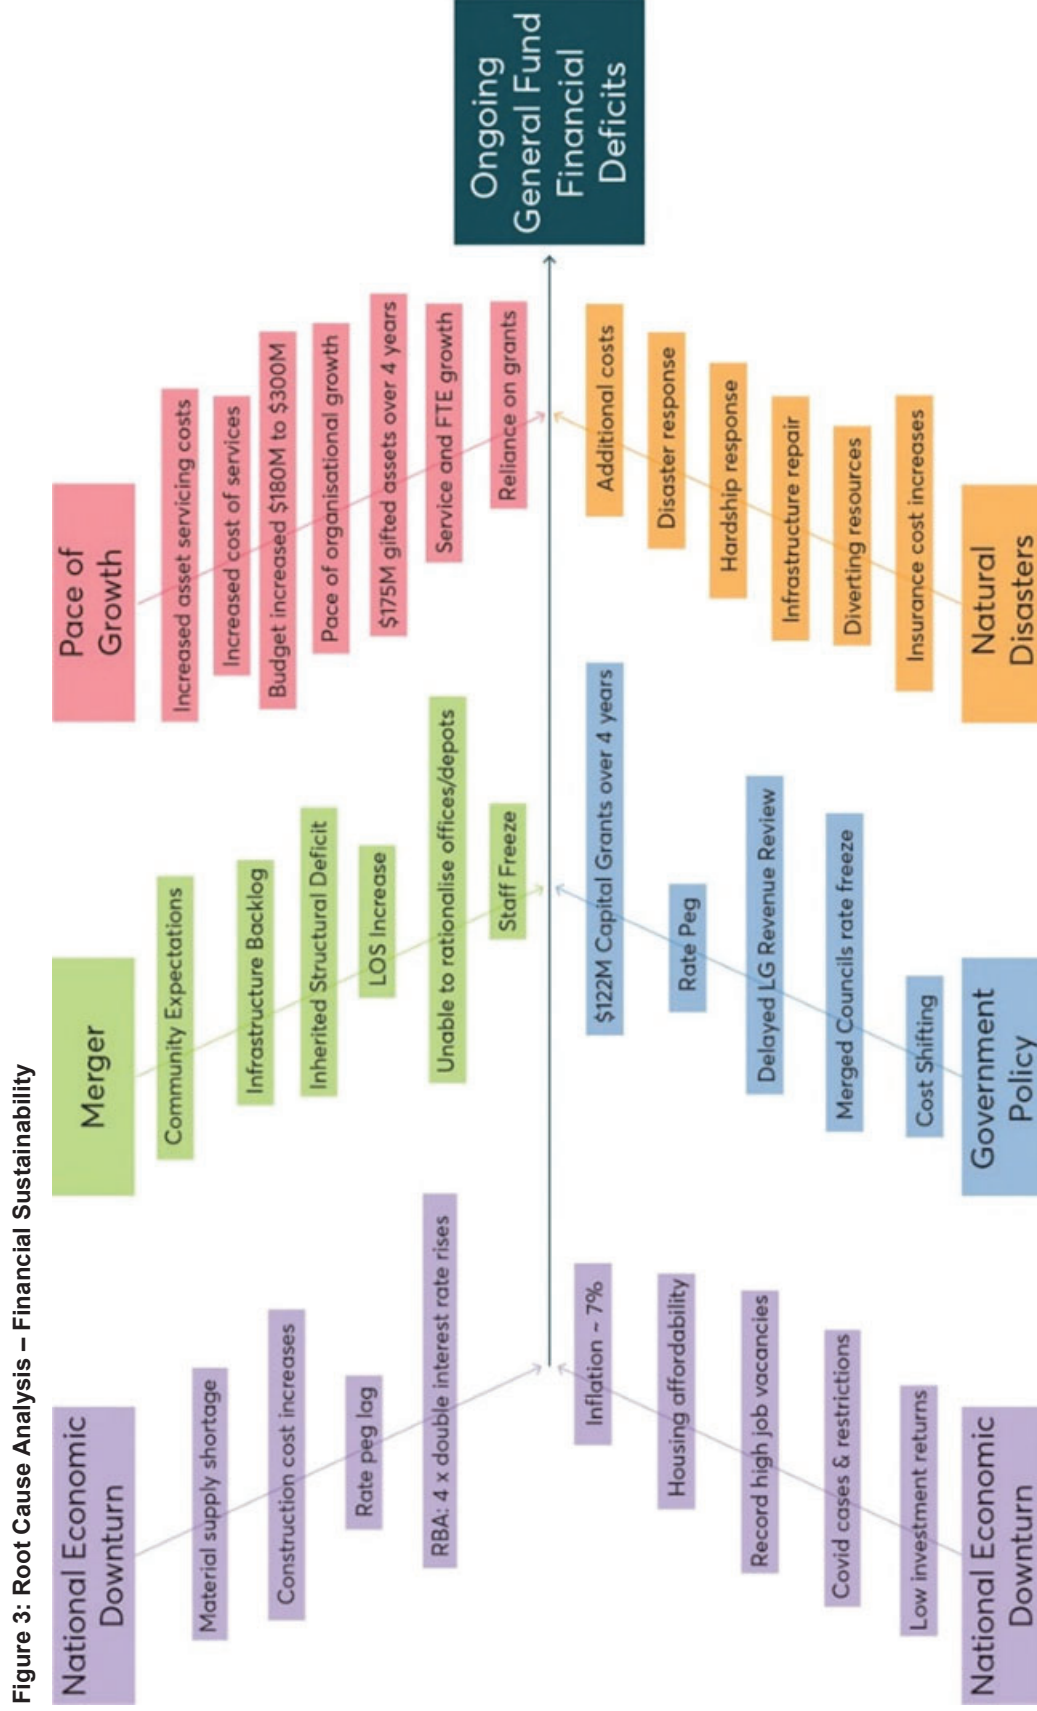 Figure 3: Root Cause Analysis – Financial Sustainability
National Economic
Downturn
Material supply shortage
Construction cost increases
Rate peg lag
RBA: 4 x double interest rate rises
Merger
Community Expectations
Infrastructure Backlog
Inherited Structural Deficit
LOS Increase
Unable to rationalise offices/depots
Staff Freeze
Pace of
Growth
Increased asset servicing costs
Increased cost of services
Budget increased $180M to $300M
Pace of organisational growth
$175M gifted assets over 4 years
Service and FTE growth
Reliance on grants
Ongoing
General Fund
Financial
Deficits
Inflation ~ 7%
Housing affordability
Record high job vacancies
Covid cases & restrictions
Low investment returns
National Economic
Downturn
$122M Capital Grants over 4 years
Rate Peg
Delayed LG Revenue Review
Merged Councils rate freeze
Cost Shifting
Government
Policy
Additional costs
Disaster response
Hardship response
Infrastructure repair
Diverting resources
Insurance cost increases
Natural
Disasters